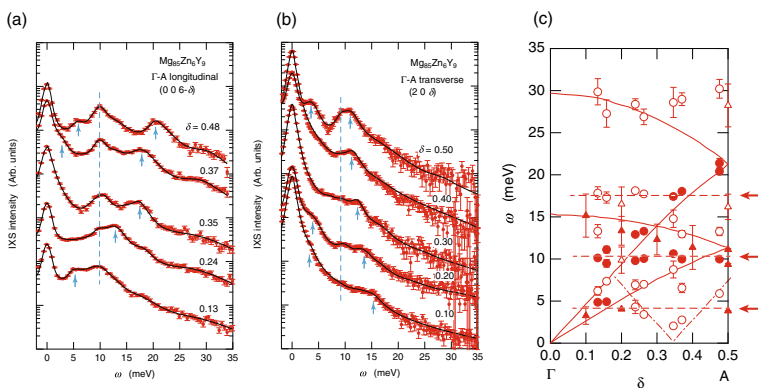 (a)
Mg85Zn6Y9
Γ-A longitudinal
(0 0 6-δ)
δ = 0.48
0.37
0.35
0.24
0.13
IXS intensity (Arb. units)
0 5 10 15 20 25 30 35
ω (meV)
(b)
Mg85Zn6Y9
Γ-A transverse
(2 0 δ)
δ = 0.50
0.40
0.30
0.20
0.10
IXS intensity (Arb. units)
0 5 10 15 20 25 30 35
ω (meV)
(c)
35
30
25
20
15
10
5
0
ω (meV)
0.0 0.1 0.2 0.3 0.4 0.5
Γ δ A